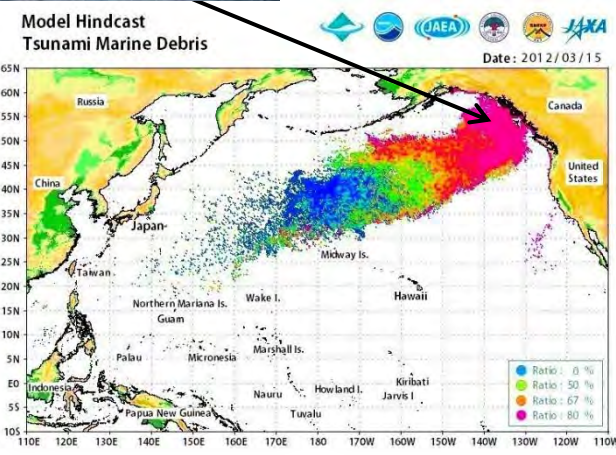 Model Hindcast
Tsunami Marine Debris
JAEA
JAXA
Date: 2012/03/15
65N
60N
55N
50N
45N
40N
35N
30N
25N
20N
15N
10N
5N
E0
5S
10S
Russia
Canada
United
States
China
Japan
Midway Is.
Taiwan
Hawaii
Northern Mariana Is.
Wake I.
Guam
Marshall Is.
Palau
Micronesia
Indonesia
Nauru
Howland I.
Kiribati
Jarvis I
Papua New Guinea
Tuvalu
Ratio: 0 %
Ratio: 50 %
Ratio: 67 %
Ratio: 80 %
110E 120E 130E 140E 150E 160E 170E 180 170W 160W 150W 140W 130W 120W 110W